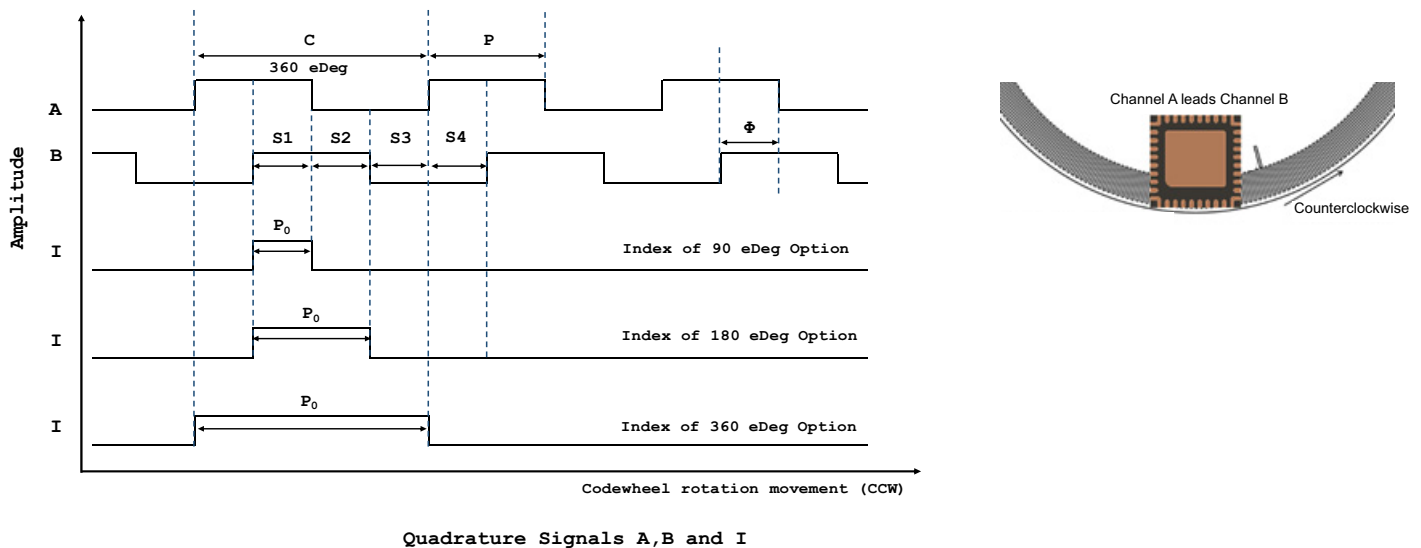 C
P
360 eDeg
A
Φ
S1 S2 S3 S4
B
Amplitude
P₀
I
Index of 90 eDeg Option
P₀
I
Index of 180 eDeg Option
P₀
I
Index of 360 eDeg Option
Codewheel rotation movement (CCW)
Quadrature Signals A,B and I
Channel A leads Channel B
Counterclockwise